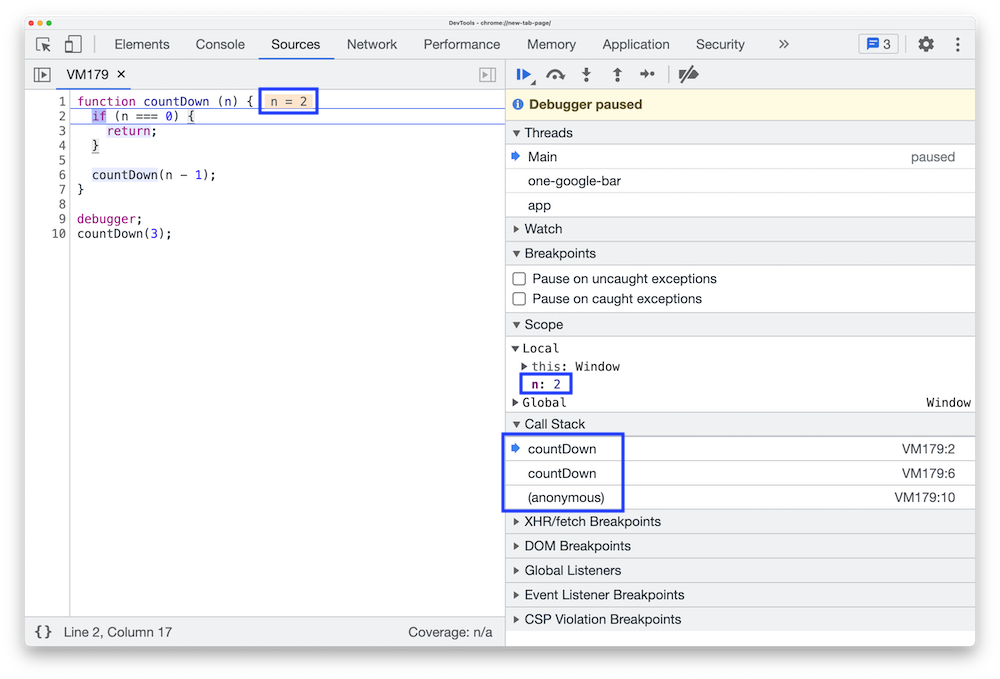 DevTools - chrome://new-tab-page/
Elements Console Sources Network Performance Memory Application Security » 3
VM179 ×
1 function countDown (n) { n = 2
2 if (n === 0) {
3 return;
4 }
5
6 countDown(n - 1);
7 }
8
9 debugger;
10 countDown(3);
{} Line 2, Column 17 Coverage: n/a
Debugger paused
Threads
Main paused
one-google-bar
app
Watch
Breakpoints
Pause on uncaught exceptions
Pause on caught exceptions
Scope
Local
this: Window
n: 2
Global Window
Call Stack
countDown VM179:2
countDown VM179:6
(anonymous) VM179:10
XHR/fetch Breakpoints
DOM Breakpoints
Global Listeners
Event Listener Breakpoints
CSP Violation Breakpoints